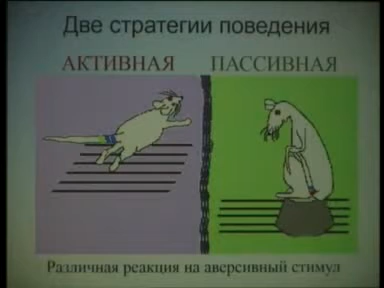 Две стратегии поведения
АКТИВНАЯ ПАССИВНАЯ
Различная реакция на аверсивный стимул